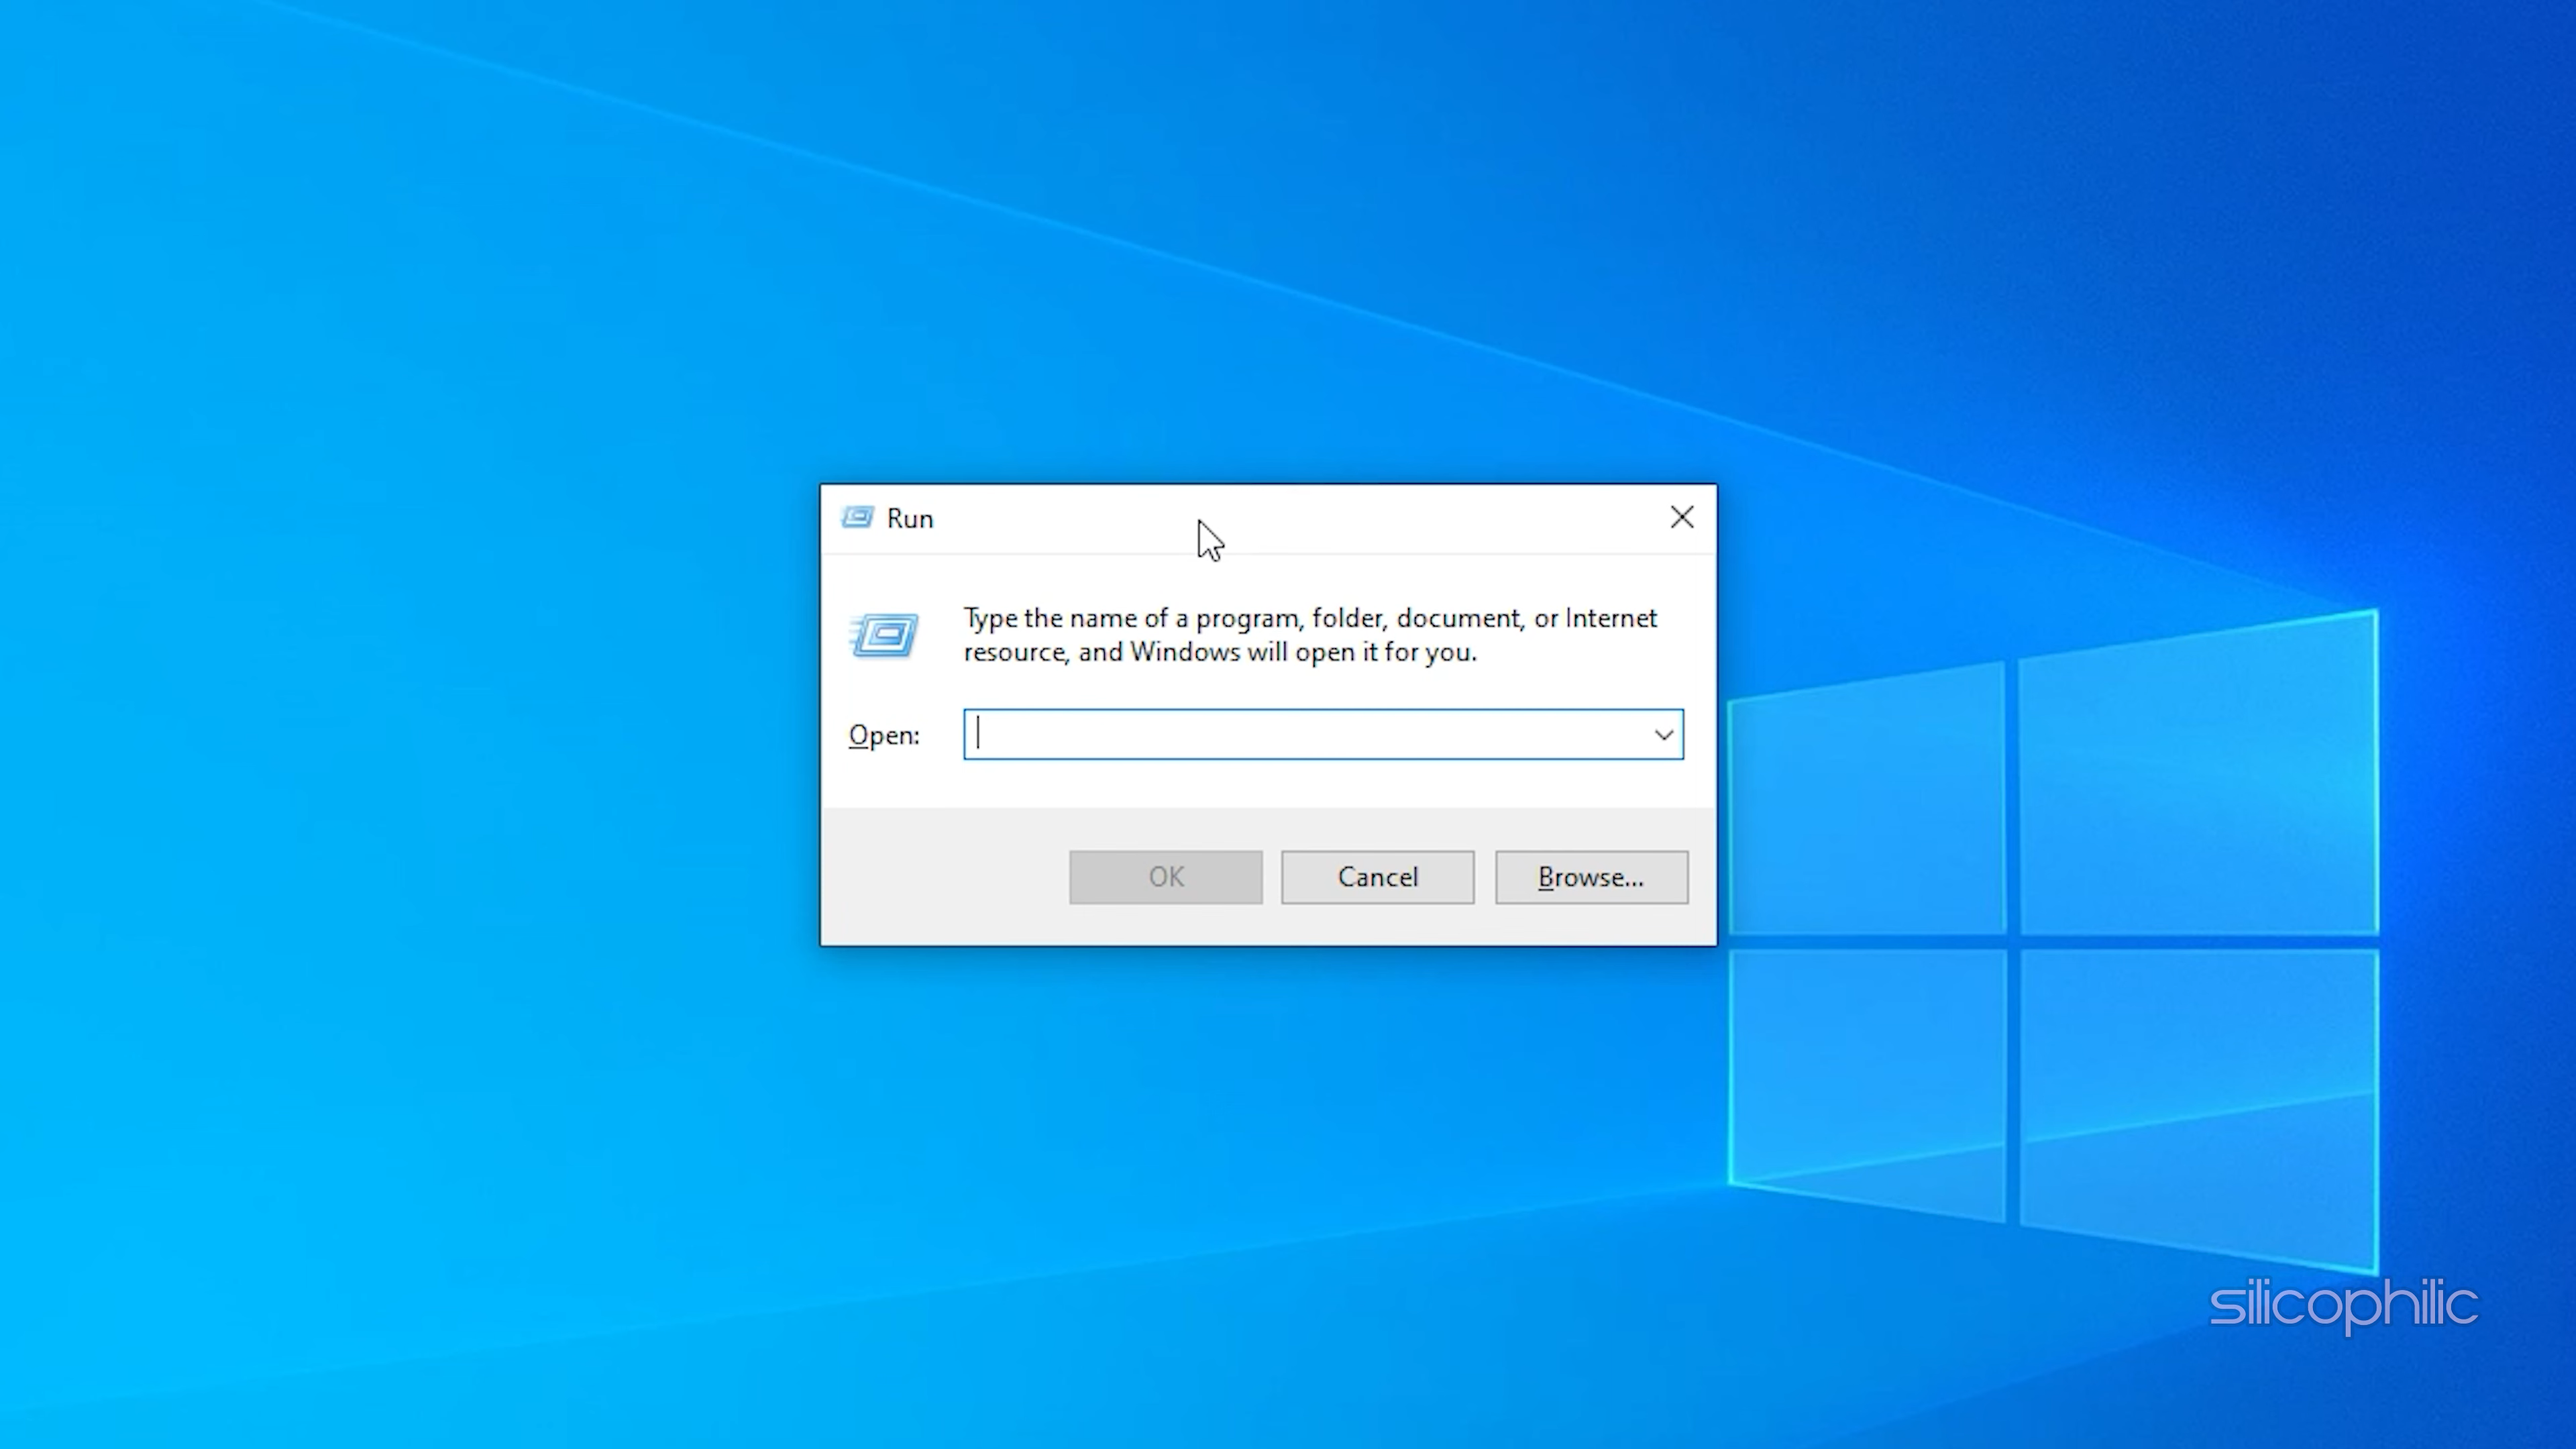 Run
Type the name of a program, folder, document, or Internet
resource, and Windows will open it for you.
Open:
OK
Cancel
Browse...
silicophilic